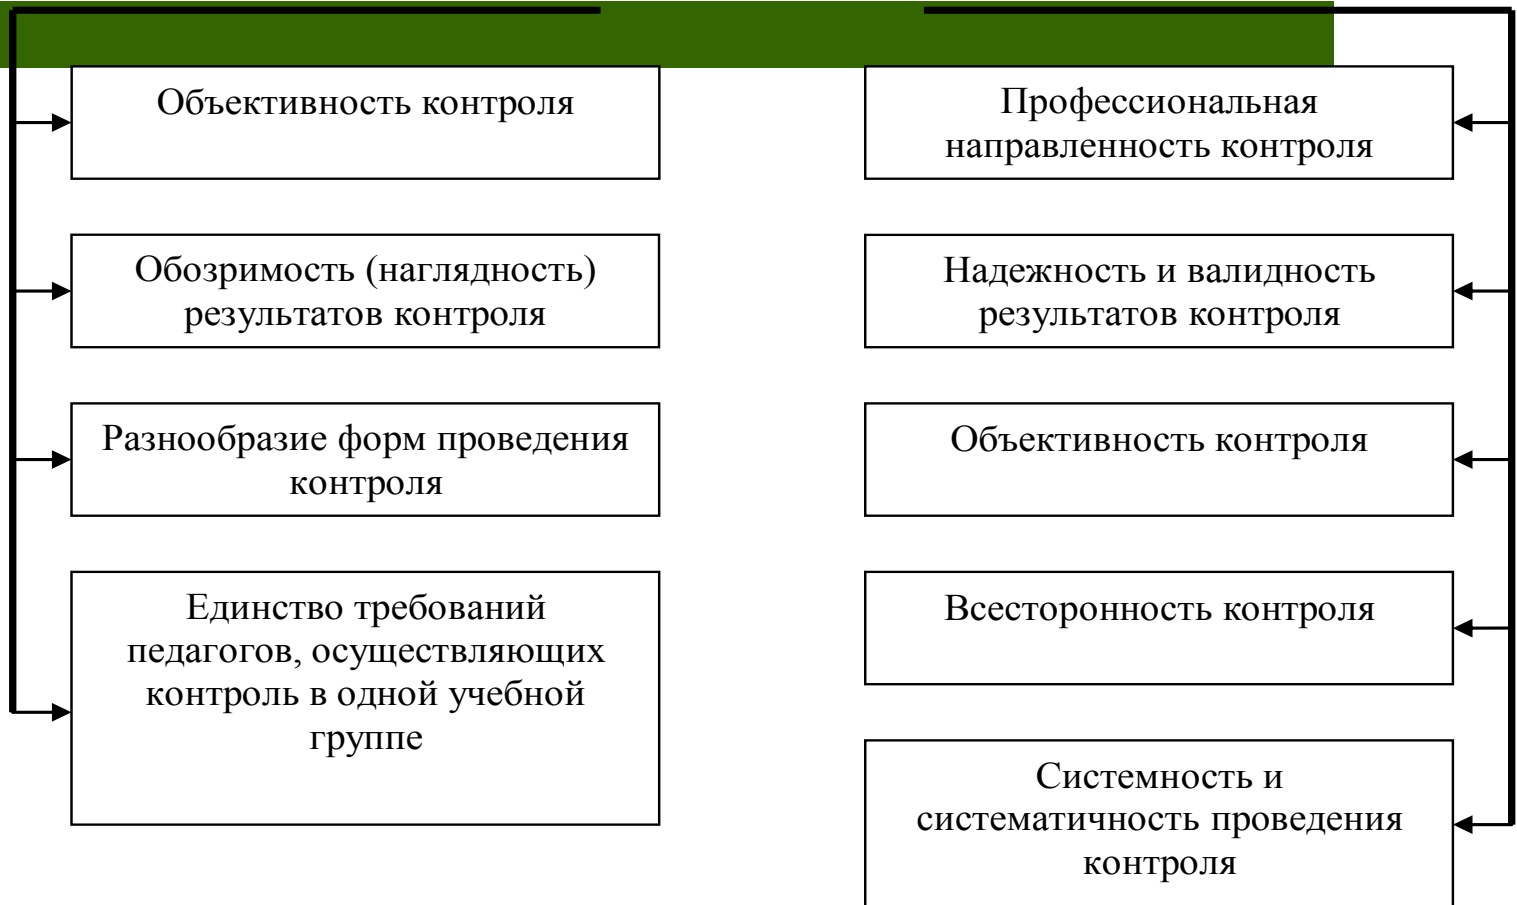 Объективность контроля
Обозримость (наглядность)
результатов контроля
Разнообразие форм проведения
контроля
Единство требований
педагогов, осуществляющих
контроль в одной учебной
группе
Профессиональная
направленность контроля
Надежность и валидность
результатов контроля
Объективность контроля
Всесторонность контроля
Системность и
систематичность проведения
контроля